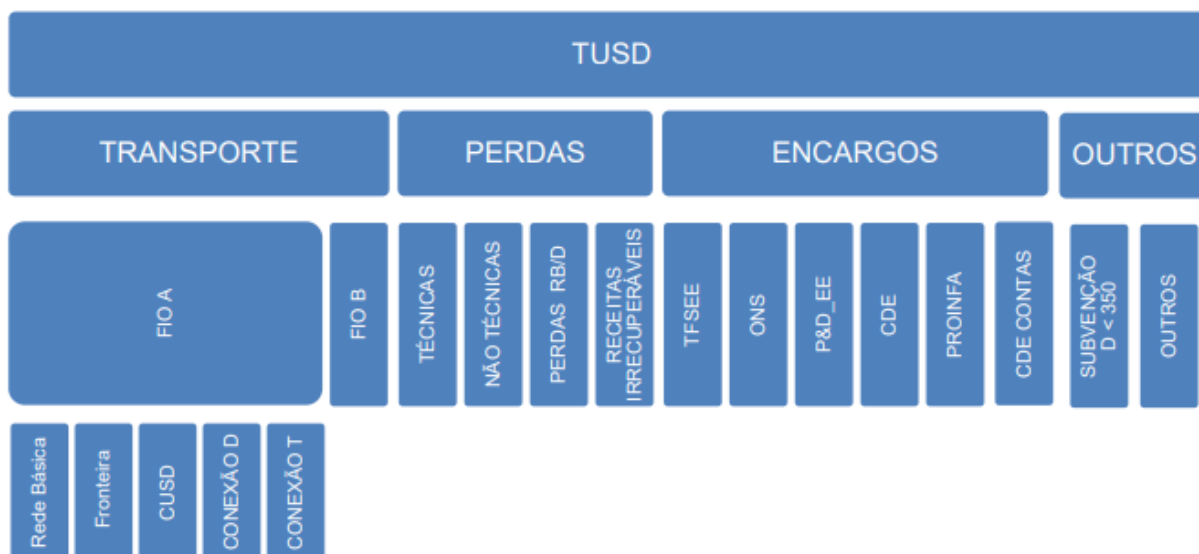 TUSD
TRANSPORTE
PERDAS
ENCARGOS
OUTROS
FIO A
FIO B
TÉCNICAS
NÃO TÉCNICAS
PERDAS RB/D
RECEITAS
IRRECUPERÁVEIS
TFSEE
ONS
P&D_EE
CDE
PROINFA
CDE CONTAS
SUBVENÇÃO
D < 350
OUTROS
Rede Básica
Fronteira
CUSD
CONEXÃO D
CONEXÃO T